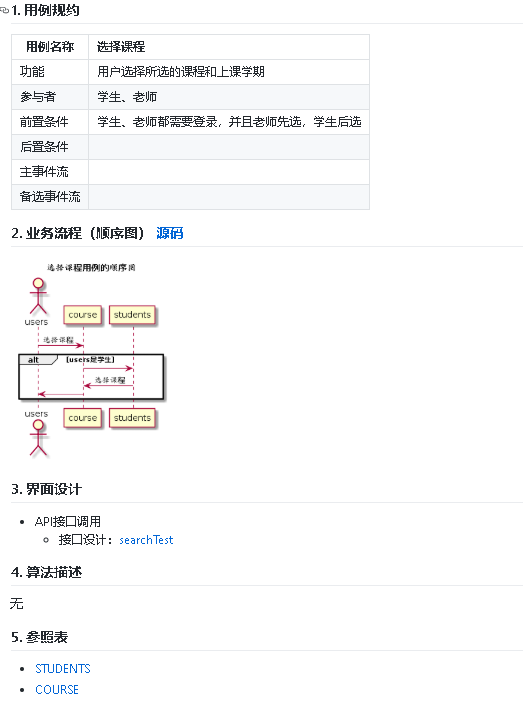 1. 用例规约
用例名称 选择课程
功能 用户选择所选的课程和上课学期
参与者 学生、老师
前置条件 学生、老师都需要登录，并且老师先选，学生后选
后置条件
主事件流
备选事件流
2. 业务流程（顺序图） 源码
选择课程用例的顺序图
users
course
students
选择课程
alt [users是学生]
选择课程
users
course
students
3. 界面设计
API接口调用
接口设计：searchTest
4. 算法描述
无
5. 参照表
STUDENTS
COURSE